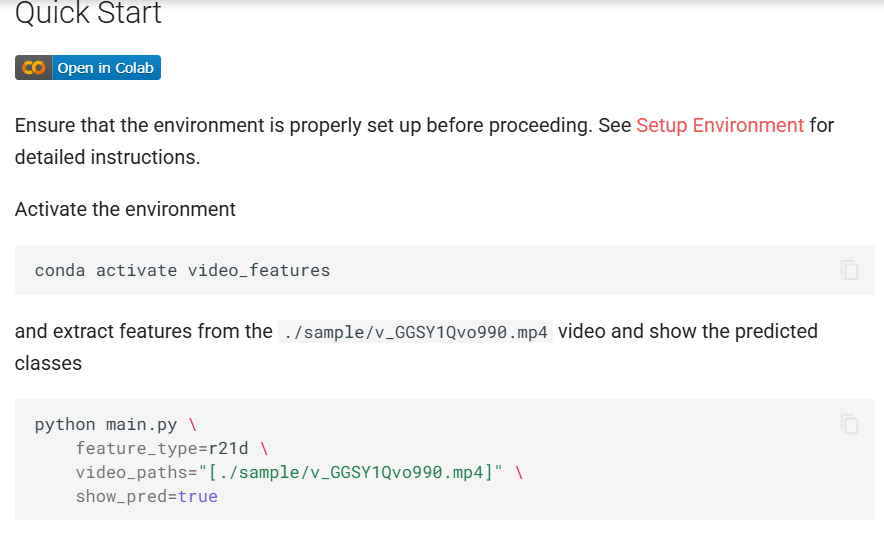 Quick Start
Open in Colab
Ensure that the environment is properly set up before proceeding. See Setup Environment for
detailed instructions.
Activate the environment
conda activate video_features
and extract features from the ./sample/v_GGSY1Qvo990.mp4 video and show the predicted
classes
python main.py \
    feature_type=r21d \
    video_paths="[./sample/v_GGSY1Qvo990.mp4]" \
    show_pred=true